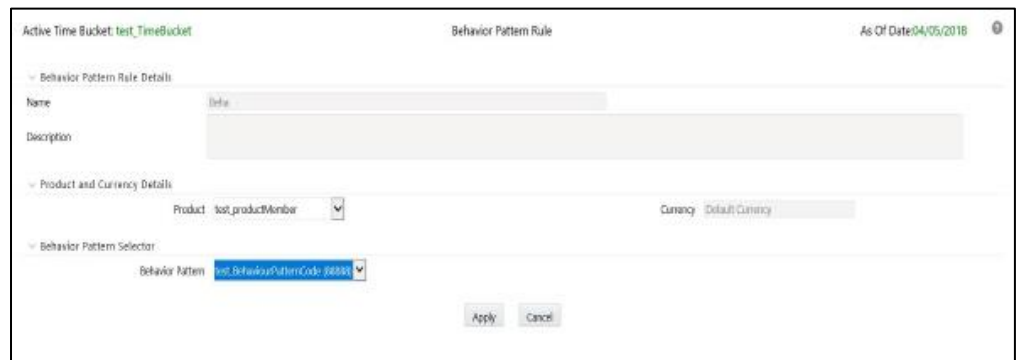 Active Time Bucket: test_TimeBucket Behavior Pattern Rule As Of Date:04/05/2018
Behavior Pattern Rule Details
Name
Description
Product and Currency Details
Product test_productMember Currency Default Currency
Behavior Pattern Selector
Behavior Pattern test_BehaviourPatternCode
Apply Cancel